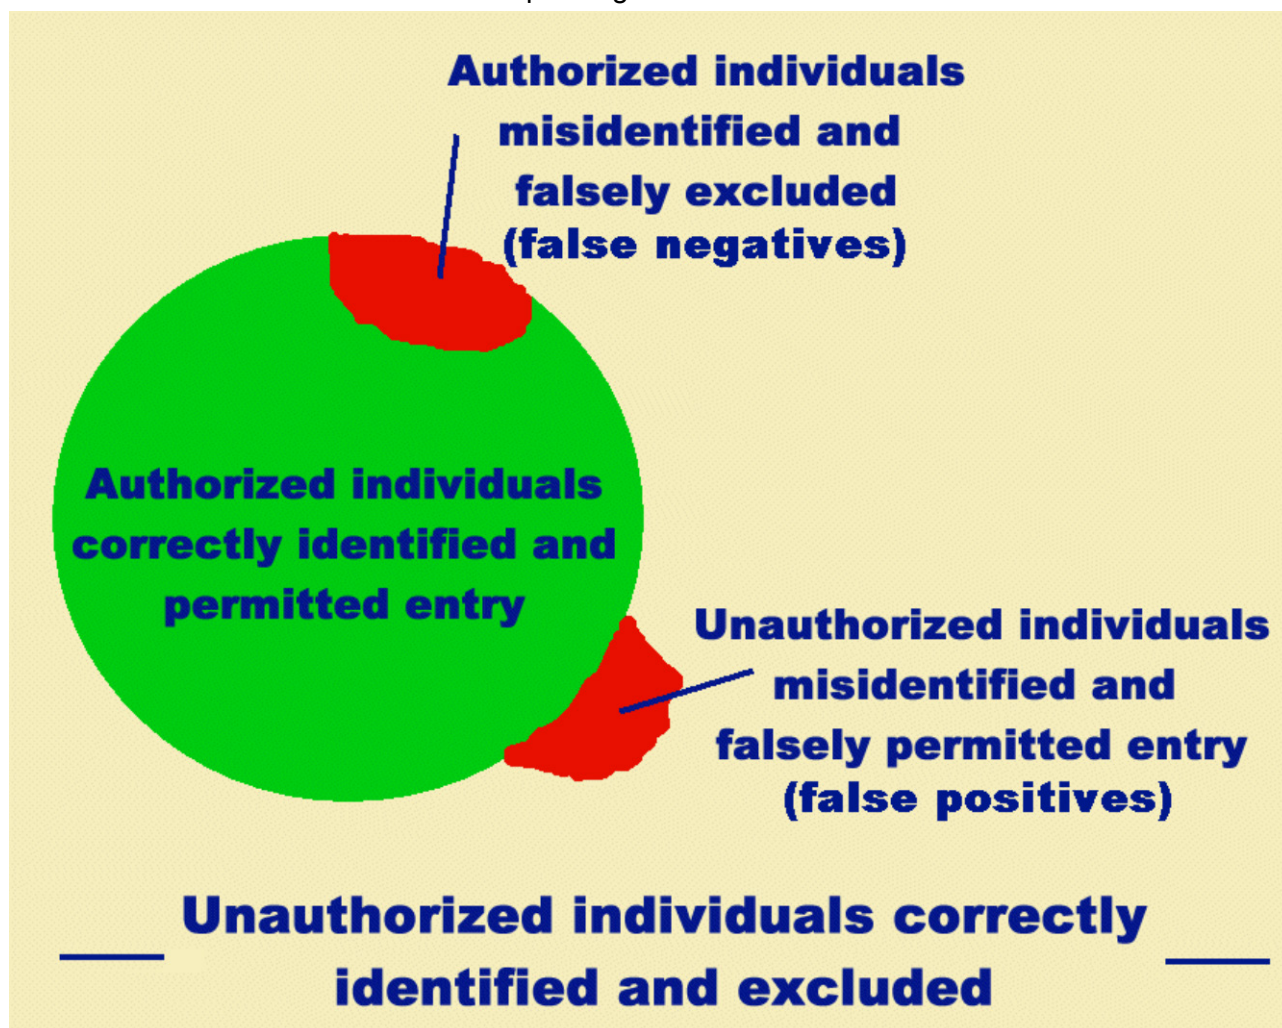 Authorized individuals
misidentified and
falsely excluded
(false negatives)
Authorized individuals
correctly identified and
permitted entry
Unauthorized individuals
misidentified and
falsely permitted entry
(false positives)
Unauthorized individuals correctly
identified and excluded